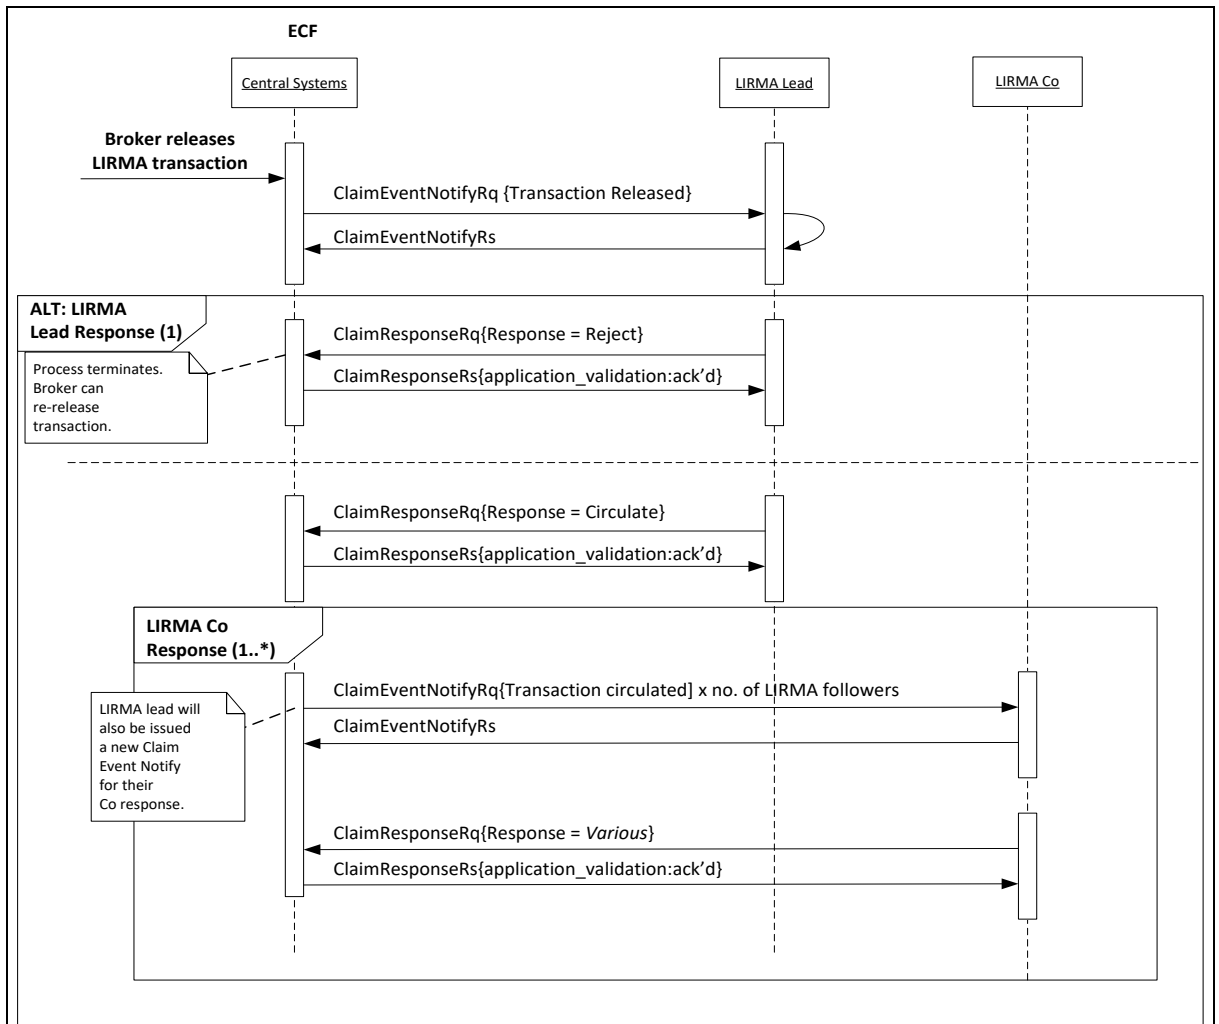 ECF
Central Systems
LIRMA Lead
LIRMA Co
Broker releases
LIRMA transaction
ClaimEventNotifyRq {Transaction Released}
ClaimEventNotifyRs
ALT: LIRMA
Lead Response (1)
ClaimResponseRq{Response = Reject}
Process terminates.
Broker can
re-release
transaction.
ClaimResponseRs{application_validation:ack’d}
ClaimResponseRq{Response = Circulate}
ClaimResponseRs{application_validation:ack’d}
LIRMA Co
Response (1..*)
ClaimEventNotifyRq{Transaction circulated] x no. of LIRMA followers
LIRMA lead will
also be issued
a new Claim
Event Notify
for their
Co response.
ClaimEventNotifyRs
ClaimResponseRq{Response = Various}
ClaimResponseRs{application_validation:ack’d}